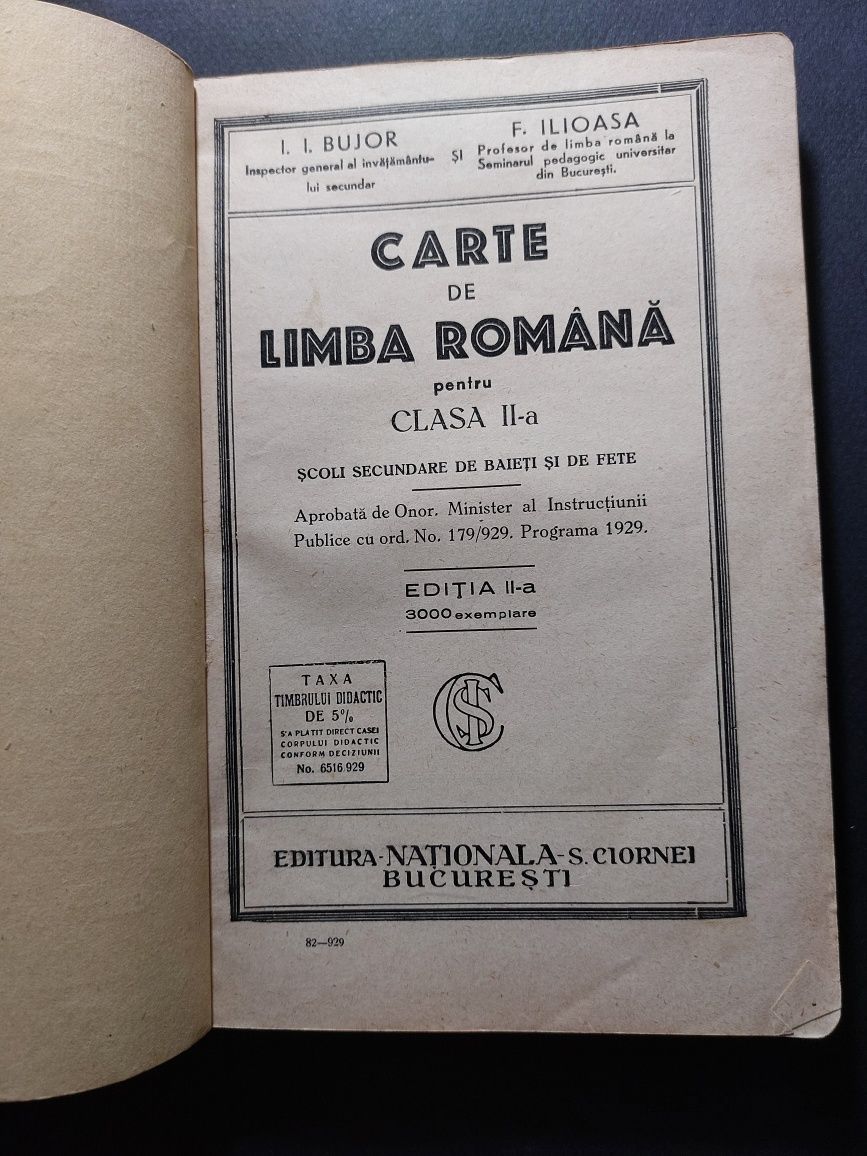 I. I. BUJOR
Inspector general al învățământu-
lui secundar
ȘI
F. ILIOASA
Profesor de limba română la
Seminarul pedagogic universitar
din București.
CARTE
DE
LIMBA ROMÂNĂ
pentru
CLASA II-a
ȘCOLI SECUNDARE DE BAIEȚI ȘI DE FETE
Aprobată de Onor. Minister al Instrucțiunii
Publice cu ord. No. 179/929. Programa 1929.
EDIȚIA II-a
3000 exemplare
TAXA
TIMBRULUI DIDACTIC
DE 5%
S'A PLATIT DIRECT CASEI
CORPULUI DIDACTIC
CONFORM DECIZIUNII
No. 6516.929
EDITURA-NAȚIONALA-S. CIORNEI
BUCUREȘTI
82—929